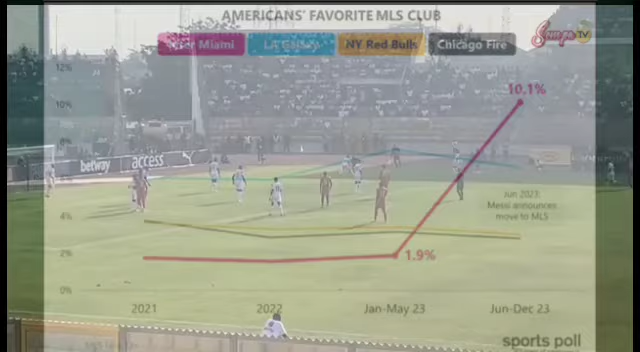 AMERICANS' FAVORITE MLS CLUB
Inter Miami LA Galaxy NY Red Bulls Chicago Fire
12%
10%
10.1%
betway access
Jun 2023:
Messi announces
move to MLS
4%
2%
1.9%
0%
2021 2022 Jan-May 23 Jun-Dec 23
sports poll